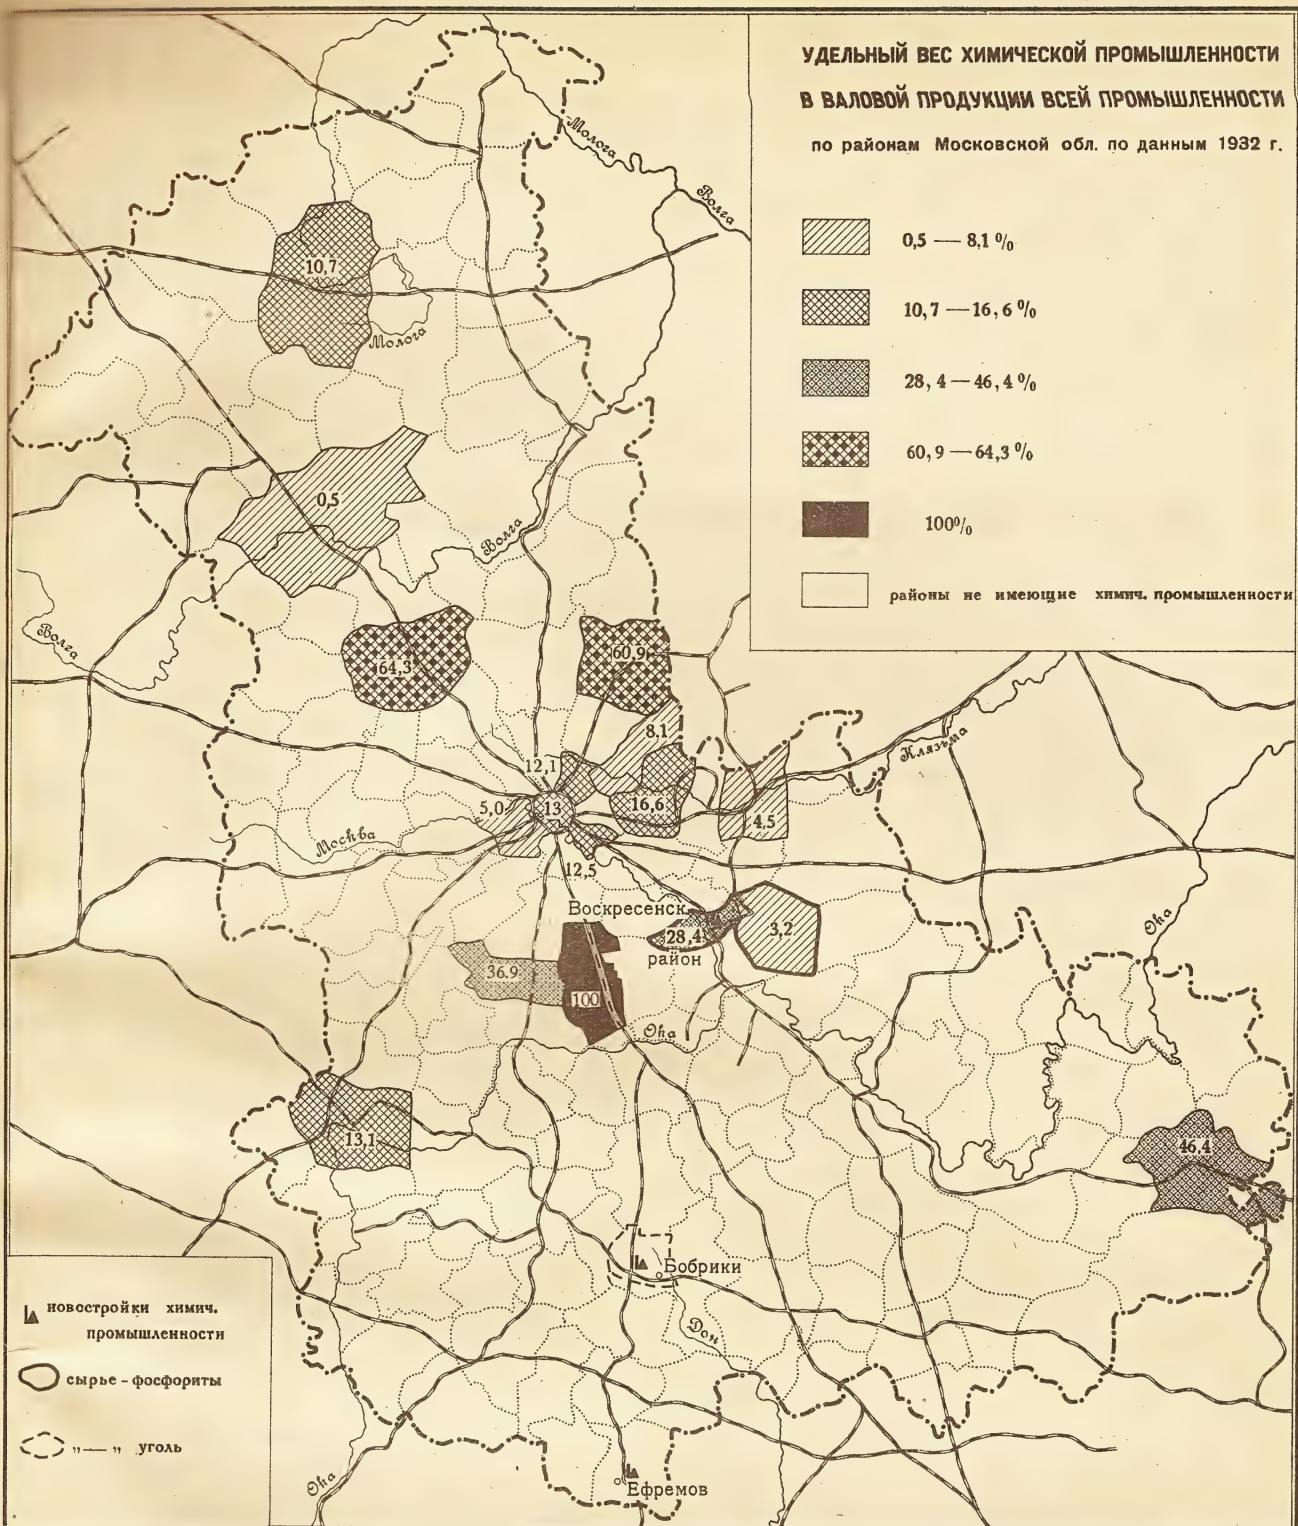 УДЕЛЬНЫЙ ВЕС ХИМИЧЕСКОЙ ПРОМЫШЛЕННОСТИ
В ВАЛОВОЙ ПРОДУКЦИИ ВСЕЙ ПРОМЫШЛЕННОСТИ
по районам Московской обл. по данным 1932 г.
0,5 — 8,1 %
10,7 — 16,6 %
28,4 — 46,4 %
60,9 — 64,3 %
100%
районы не имеющие химич. промышленности
Молога
Волга
10,7
Молога
0,5
Волга
Волга
64,3
60,9
8,1
Клязьма
12,1
5,0
13
16,6
4,5
Москва
12,5
Воскресенск.
28,4
район
3,2
Ока
36.9
100
Ока
13,1
46,4
Бобрики
Дон
новостройки химич.
промышленности
сырье - фосфориты
„ — „ уголь
Ока
Ефремов